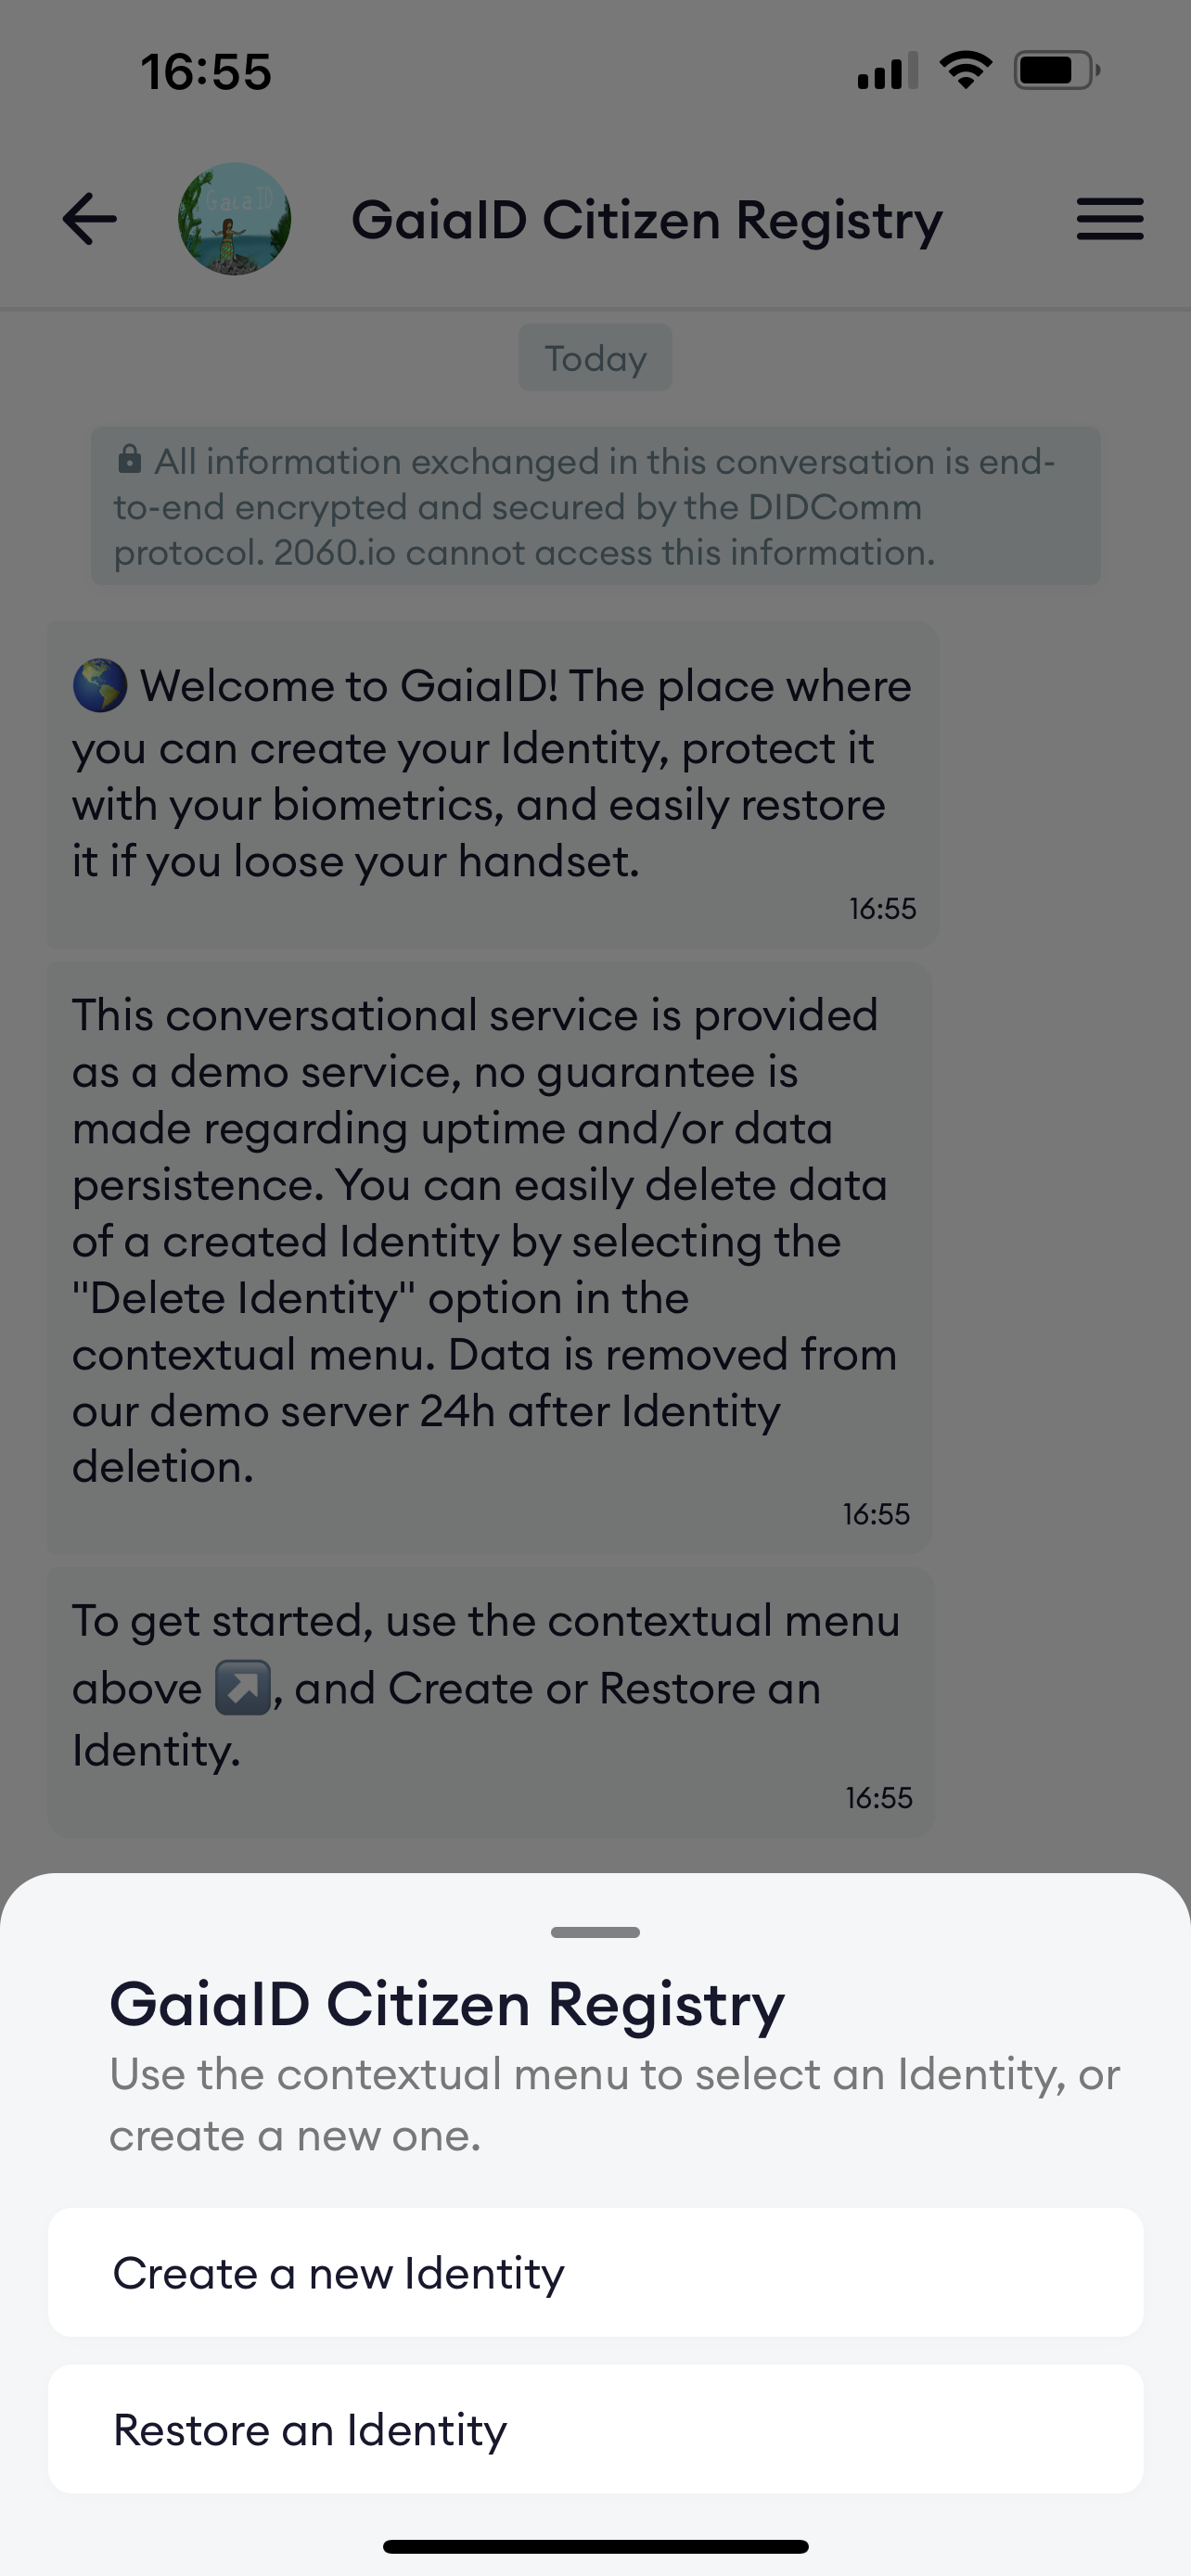 16:55
Gaia ID
GaiaID Citizen Registry
Today
All information exchanged in this conversation is end-
to-end encrypted and secured by the DIDComm
protocol. 2060.io cannot access this information.
🌎 Welcome to GaiaID! The place where
you can create your Identity, protect it
with your biometrics, and easily restore
it if you loose your handset.
16:55
This conversational service is provided
as a demo service, no guarantee is
made regarding uptime and/or data
persistence. You can easily delete data
of a created Identity by selecting the
"Delete Identity" option in the
contextual menu. Data is removed from
our demo server 24h after Identity
deletion.
16:55
To get started, use the contextual menu
above ↗️, and Create or Restore an
Identity.
16:55
GaiaID Citizen Registry
Use the contextual menu to select an Identity, or
create a new one.
Create a new Identity
Restore an Identity